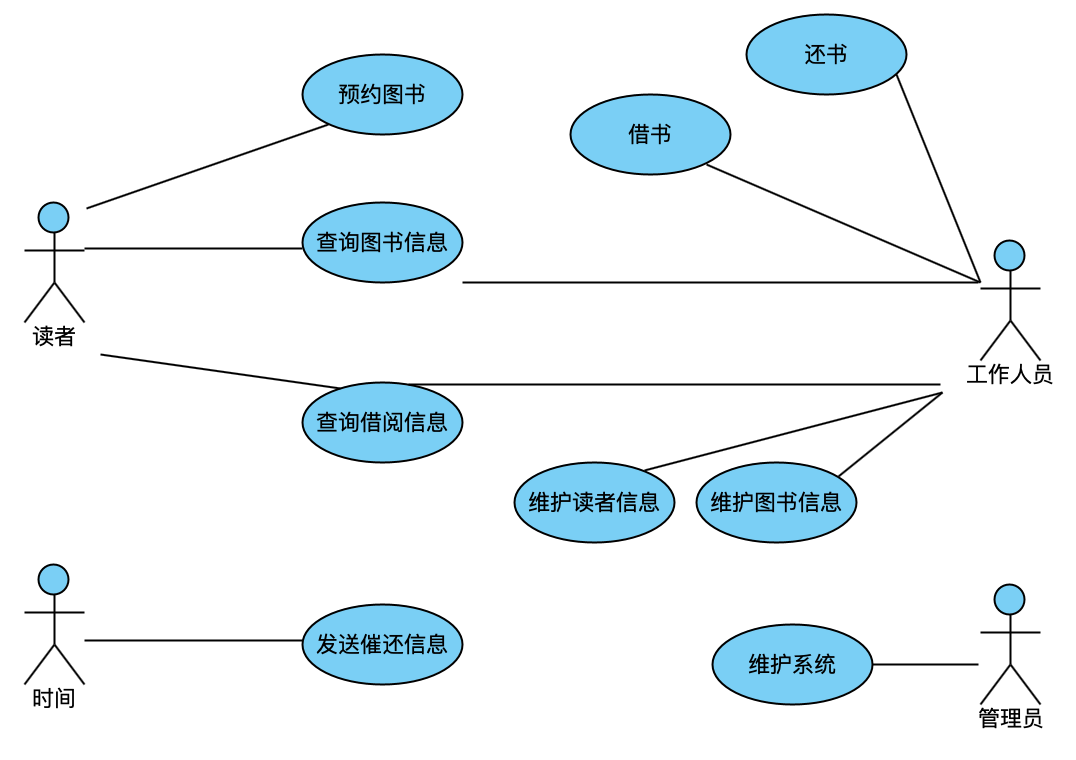 还书
预约图书
借书
查询图书信息
读者
工作人员
查询借阅信息
维护读者信息
维护图书信息
发送催还信息
维护系统
时间
管理员